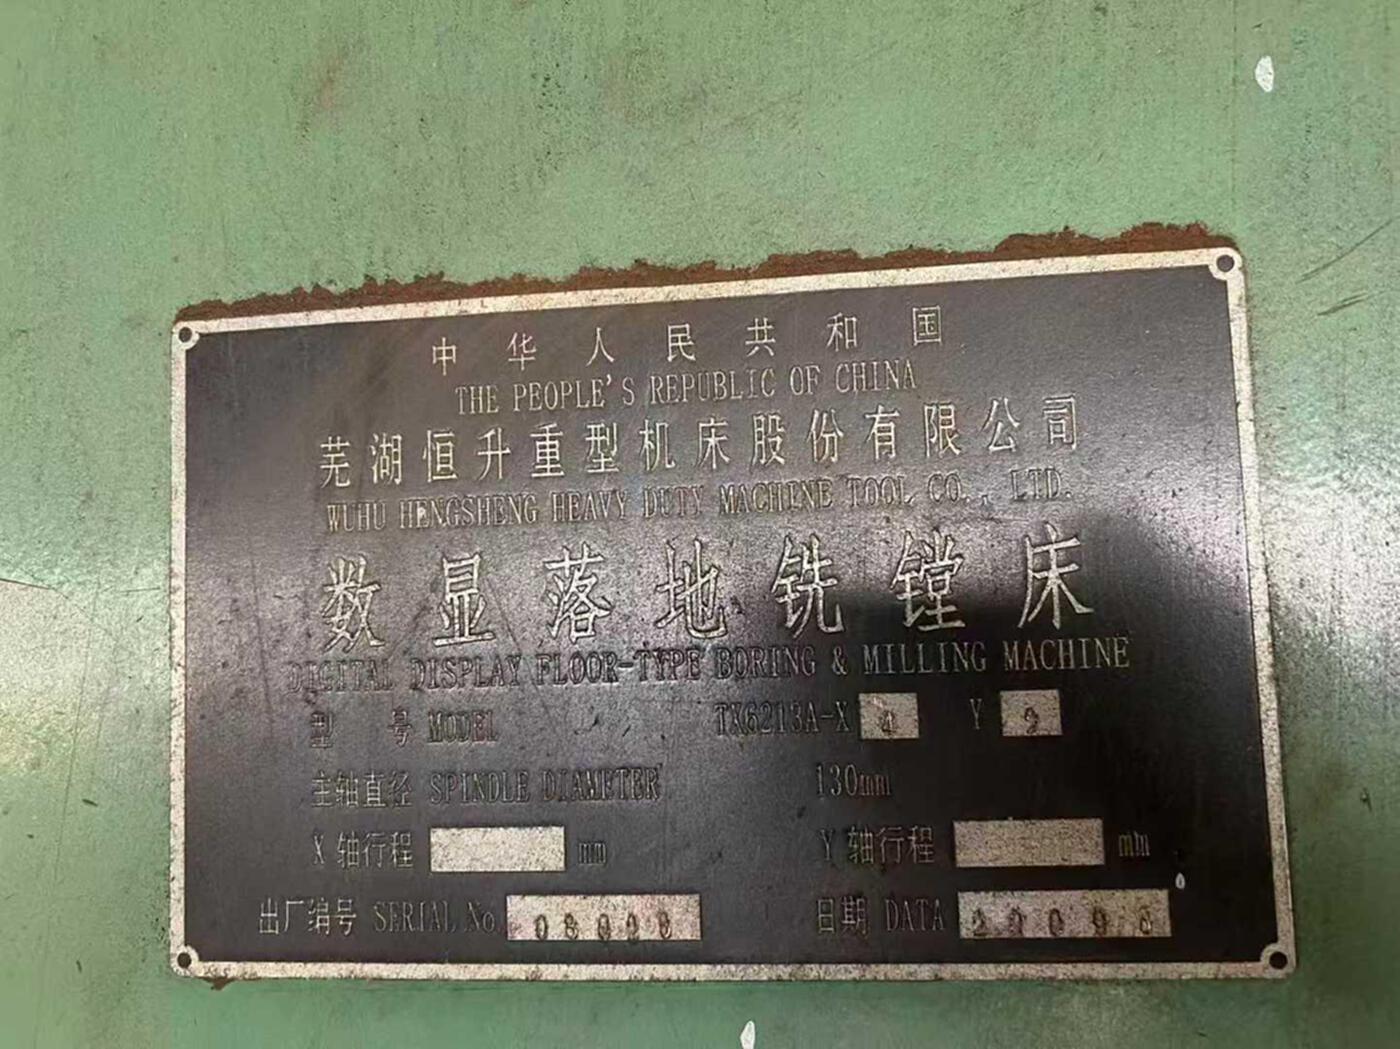 中华人民共和国
THE PEOPLE'S REPUBLIC OF CHINA
芜湖恒升重型机床股份有限公司
WUHU HENGSHENG HEAVY DUTY MACHINE TOOL CO., LTD.
数显落地铣镗床
DIGITAL DISPLAY FLOOR-TYPE BORING & MILLING MACHINE
型 号 MODEL TX6213A-X 4 Y 2
主轴直径 SPINDLE DIAMETER 130mm
X 轴行程 mm Y 轴行程 mm
出厂编号 SERIAL No. 日期 DATA